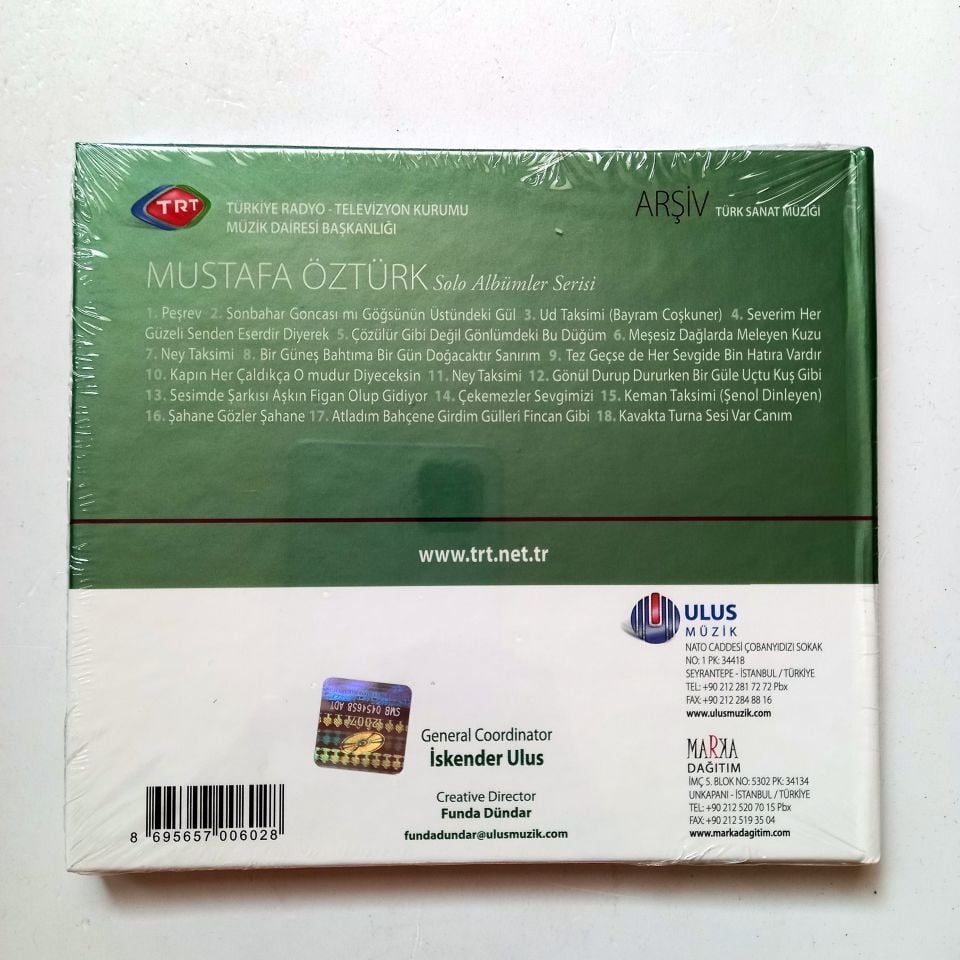 TRT
TÜRKİYE RADYO - TELEVİZYON KURUMU
MÜZİK DAİRESİ BAŞKANLIĞI
ARŞİV TÜRK SANAT MÜZİĞİ
MUSTAFA ÖZTÜRK Solo Albümler Serisi
1. Peşrev 2. Sonbahar Goncası mı Göğsünün Üstündeki Gül 3. Ud Taksimi (Bayram Coşkuner) 4. Severim Her
Güzeli Senden Eserdir Diyerek 5. Çözülür Gibi Değil Gönlümdeki Bu Düğüm 6. Meşesiz Dağlarda Meleyen Kuzu
7. Ney Taksimi 8. Bir Güneş Bahtıma Bir Gün Doğacaktır Sanırım 9. Tez Geçse de Her Sevgide Bin Hatıra Vardır
10. Kapın Her Çaldıkça O mudur Diyeceksin 11. Ney Taksimi 12. Gönül Durup Dururken Bir Güle Uçtu Kuş Gibi
13. Sesimde Şarkısı Aşkın Figan Olup Gidiyor 14. Çekemezler Sevgimizi 15. Keman Taksimi (Şenol Dinleyen)
16. Şahane Gözler Şahane 17. Atladım Bahçene Girdim Gülleri Fincan Gibi 18. Kavakta Turna Sesi Var Canım
www.trt.net.tr
ULUS
MÜZİK
NATO CADDESİ ÇOBANYIDIZI SOKAK
NO: 1 PK: 34418
SEYRANTEPE - İSTANBUL / TÜRKİYE
TEL: +90 212 281 72 72 Pbx
FAX: +90 212 284 88 16
www.ulusmuzik.com
MARKA
DAĞITIM
İMÇ 5. BLOK NO: 5302 PK: 34134
UNKAPANI - İSTANBUL / TÜRKİYE
TEL: +90 212 520 70 15 Pbx
FAX: +90 212 519 35 04
www.markadagitim.com
SMB 0454658 ADT
2007
General Coordinator
İskender Ulus
Creative Director
Funda Dündar
fundadundar@ulusmuzik.com
8 695657 006028